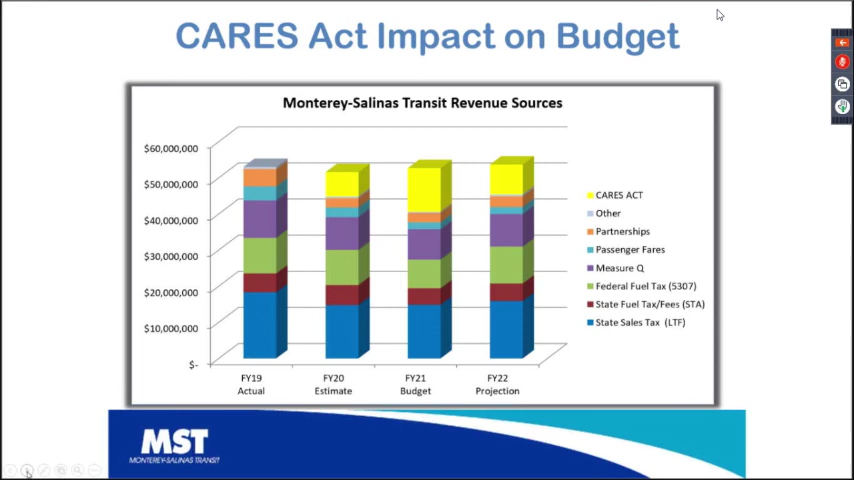 CARES Act Impact on Budget
Monterey-Salinas Transit Revenue Sources
$60,000,000
$50,000,000
$40,000,000
$30,000,000
$20,000,000
$10,000,000
$-
FY19
Actual
FY20
Estimate
FY21
Budget
FY22
Projection
CARES ACT
Other
Partnerships
Passenger Fares
Measure Q
Federal Fuel Tax (5307)
State Fuel Tax/Fees (STA)
State Sales Tax (LTF)
MST
MONTEREY-SALINAS TRANSIT